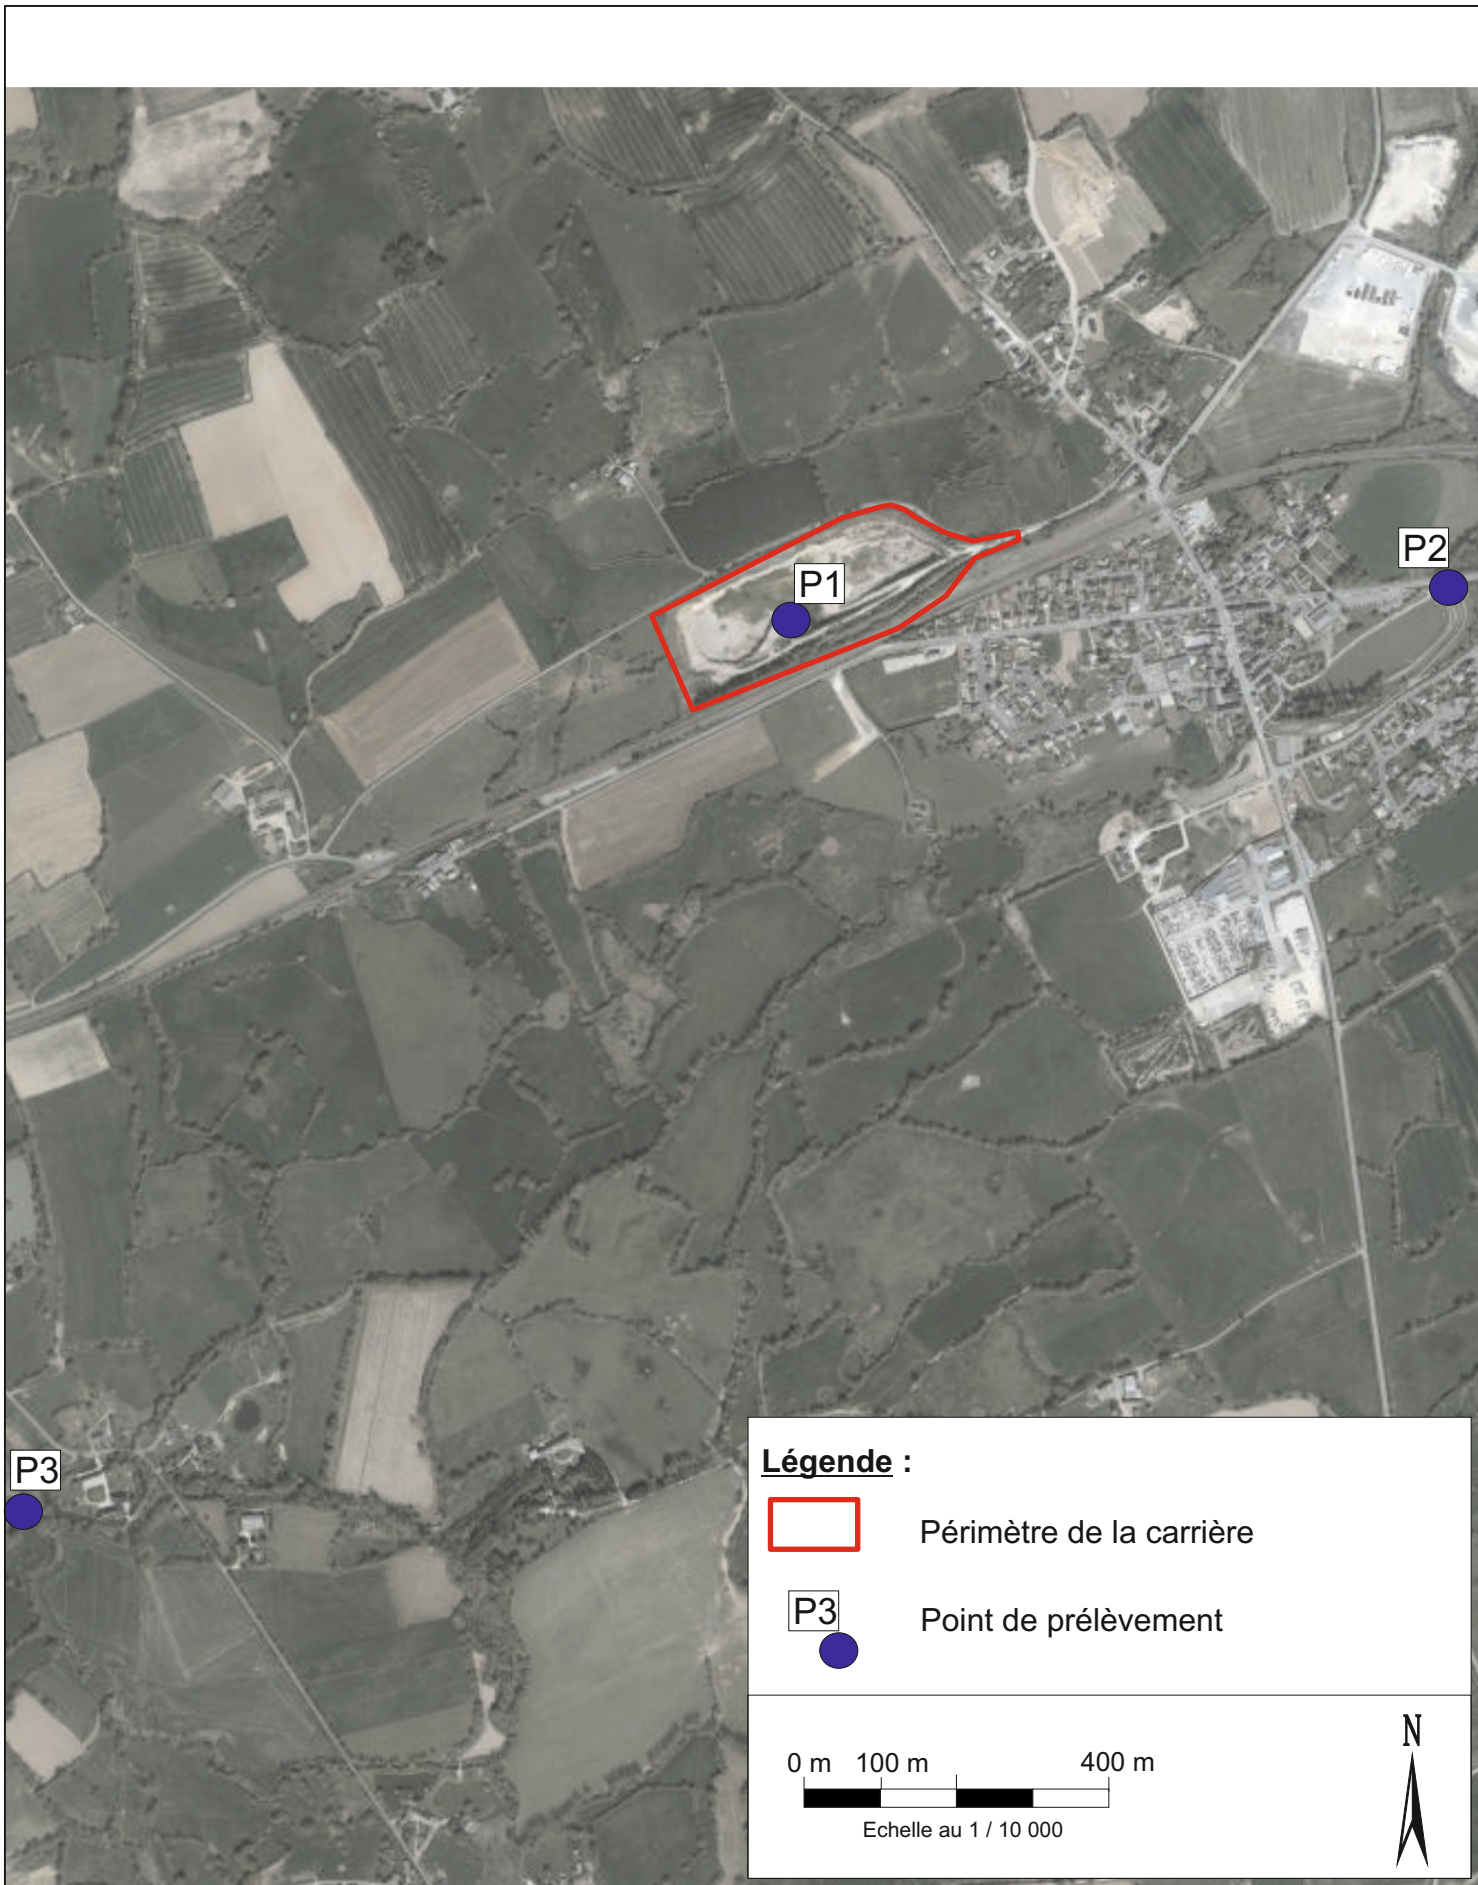 P1
P2
P3
Légende :
Périmètre de la carrière
P3
Point de prélèvement
N
0 m 100 m 400 m
Echelle au 1 / 10 000